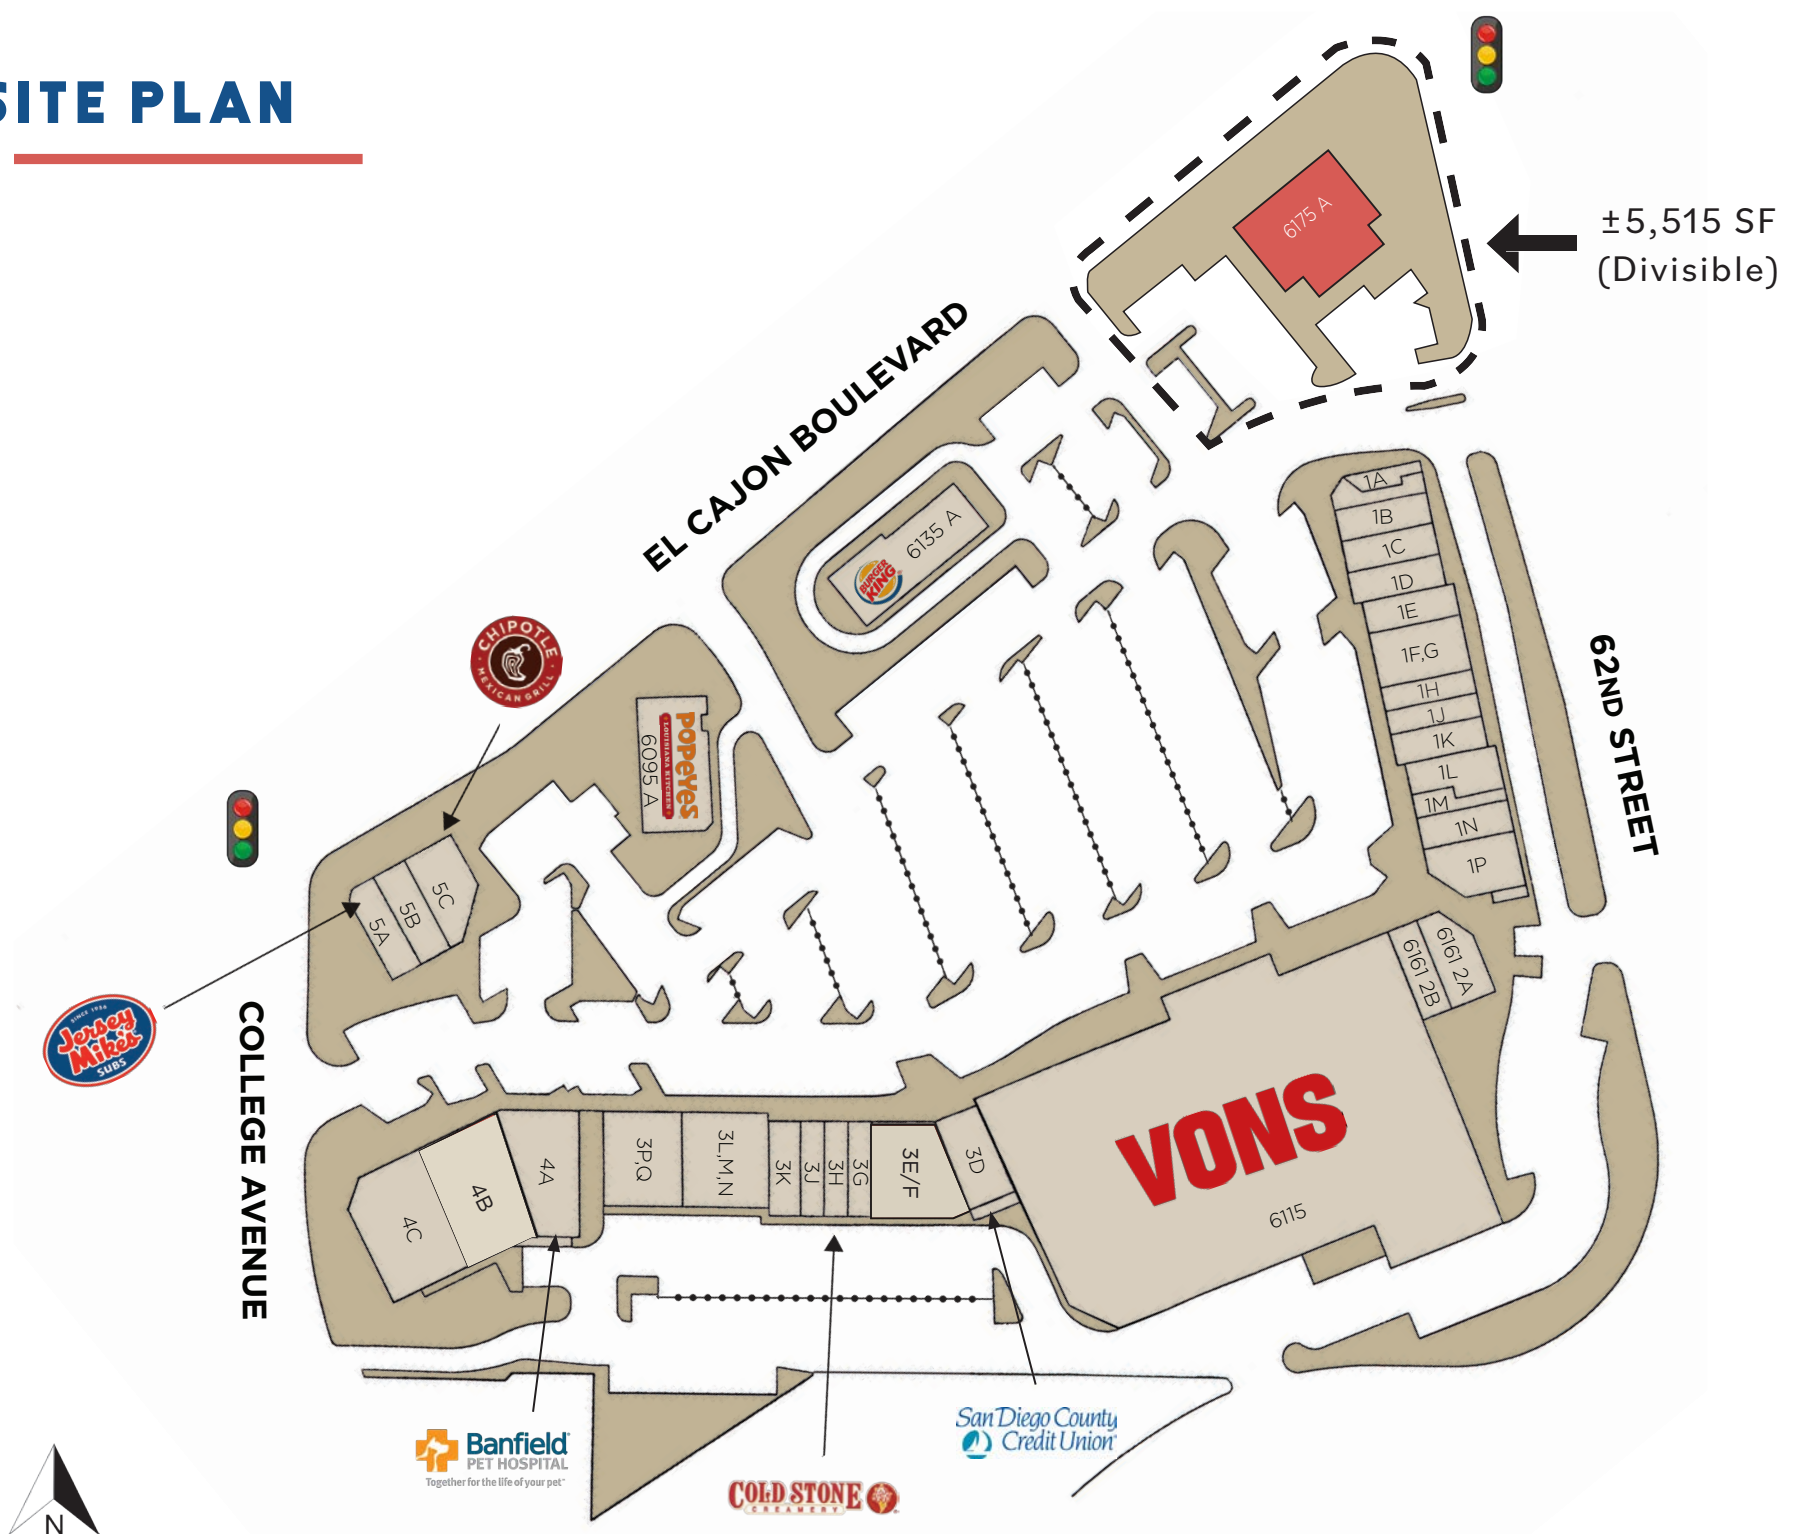 SITE PLAN
±5,515 SF
(Divisible)
6175 A
EL CAJON BOULEVARD
BURGER
KING
6135 A
CHIPOTLE
MEXICAN GRILL
POPEYES
LOUISIANA KITCHEN
6095 A
1A
1B
1C
1D
1E
1F,G
1H
1J
1K
1L
1M
1N
1P
62ND STREET
5A
5B
5C
SINCE 1956
Jersey
Mike's
SUBS
COLLEGE AVENUE
6161 2B
6161 2A
VONS
6115
4C
4B
4A
3P,Q
3L,M,N
3K
3J
3H
3G
3E/F
3D
Banfield
PET HOSPITAL
Together for the life of your pet
COLD STONE
CREAMERY
San Diego County
Credit Union
N